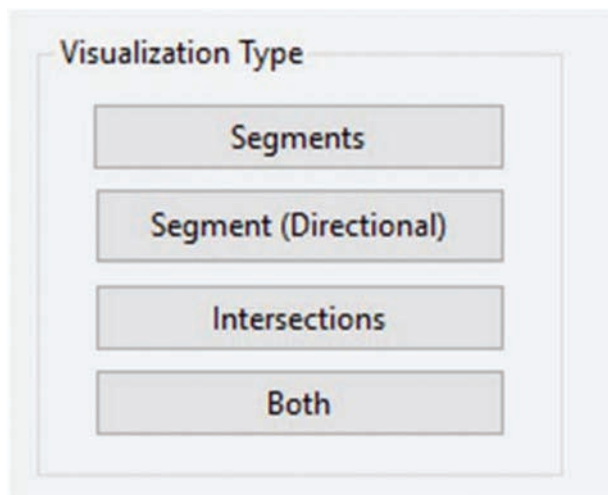 Visualization Type
Segments
Segment (Directional)
Intersections
Both